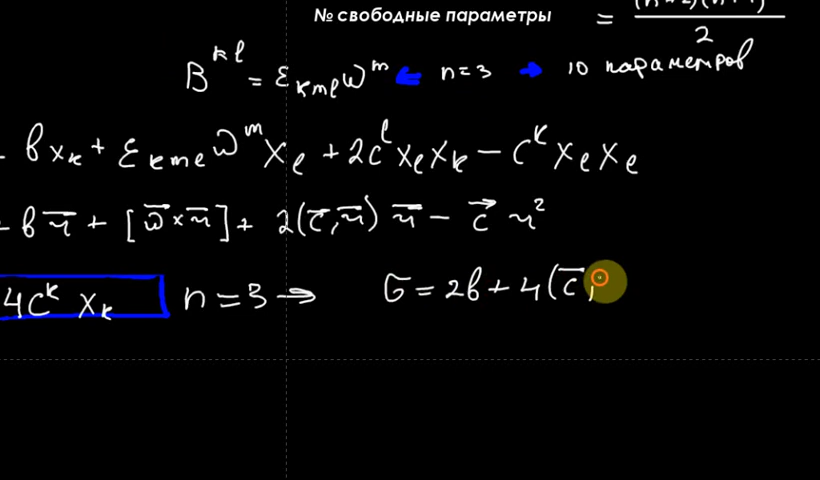 № свободные параметры = (n+2)(n+1) / 2
B^{kl} = ε_{kml} ω^m n=3 10 параметров
b x_k + ε_{kml} ω^m x_l + 2c^l x_l x_k − c^k x_l x_l
b r⃗ + [ω⃗ × r⃗] + 2(c⃗, r⃗) r⃗ − c⃗ r²
4c^k x_k n=3 → σ = 2b + 4(c⃗,